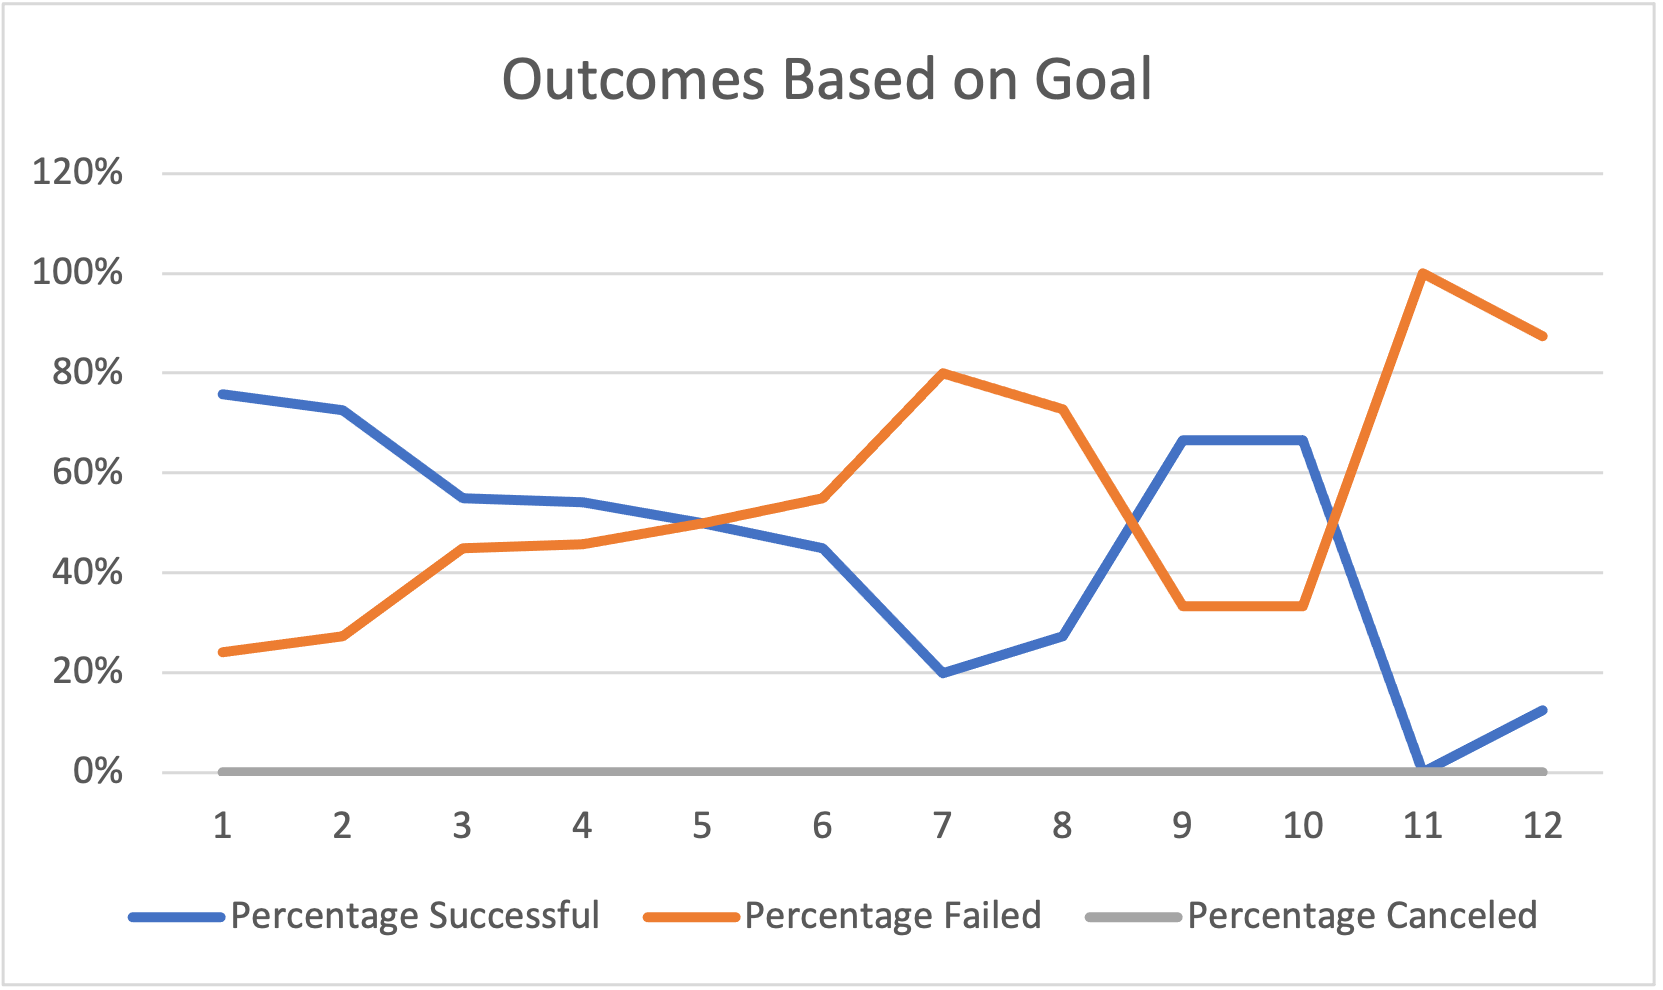 Outcomes Based on Goal
120%
100%
80%
60%
40%
20%
0%
1 2 3 4 5 6 7 8 9 10 11 12
Percentage Successful Percentage Failed Percentage Canceled